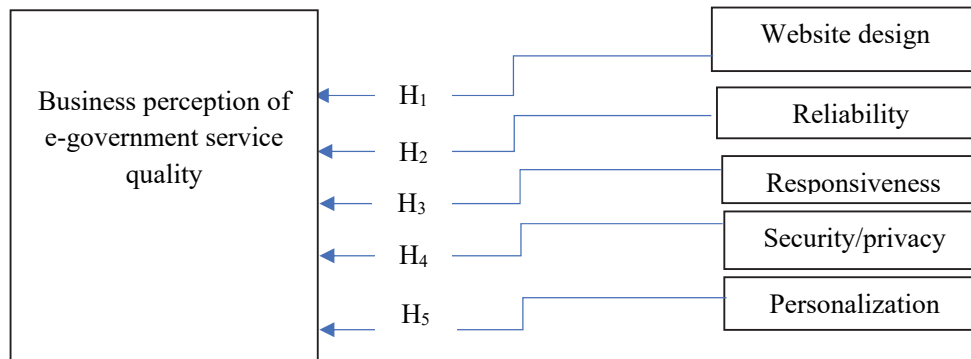 Business perception of
e-government service
quality
H1
H2
H3
H4
H5
Website design
Reliability
Responsiveness
Security/privacy
Personalization